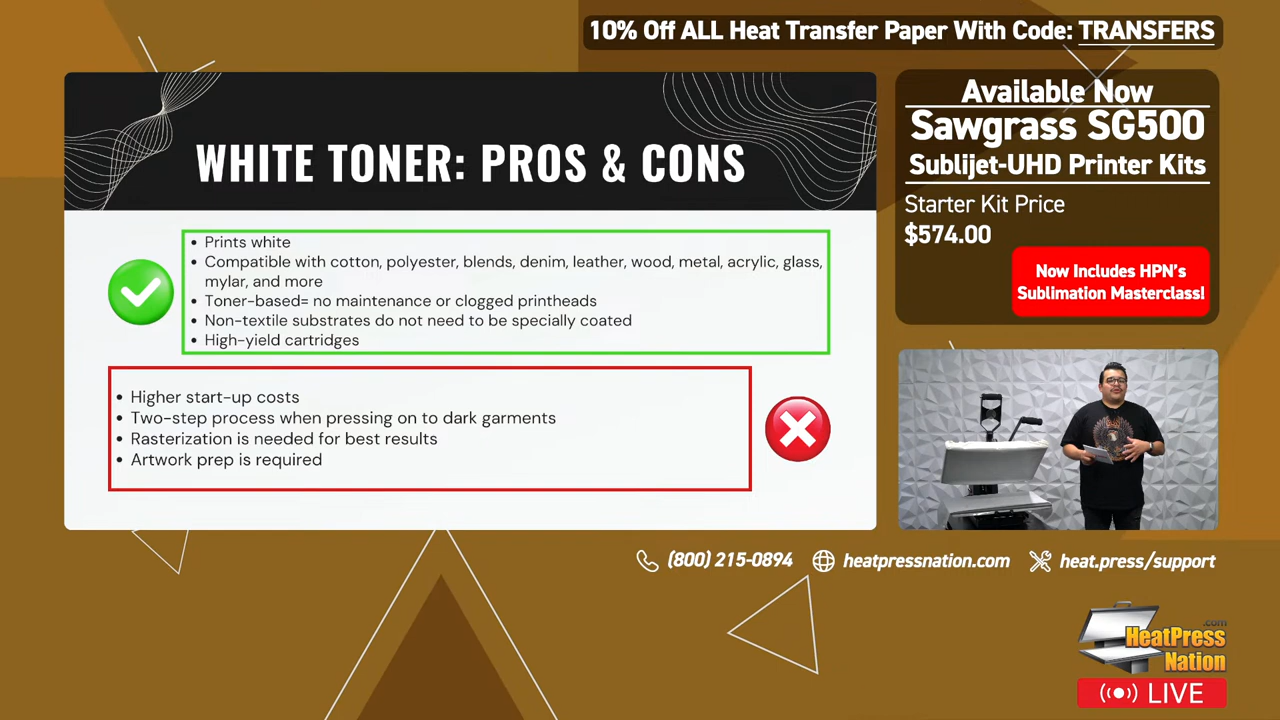 10% Off ALL Heat Transfer Paper With Code: TRANSFERS
WHITE TONER: PROS & CONS
• Prints white
• Compatible with cotton, polyester, blends, denim, leather, wood, metal, acrylic, glass,
mylar, and more
• Toner-based= no maintenance or clogged printheads
• Non-textile substrates do not need to be specially coated
• High-yield cartridges
• Higher start-up costs
• Two-step process when pressing on to dark garments
• Rasterization is needed for best results
• Artwork prep is required
Available Now
Sawgrass SG500
Sublijet-UHD Printer Kits
Starter Kit Price
$574.00
Now Includes HPN's
Sublimation Masterclass!
(800) 215-0894
heatpressnation.com
heat.press/support
.com
HeatPress
Nation
LIVE